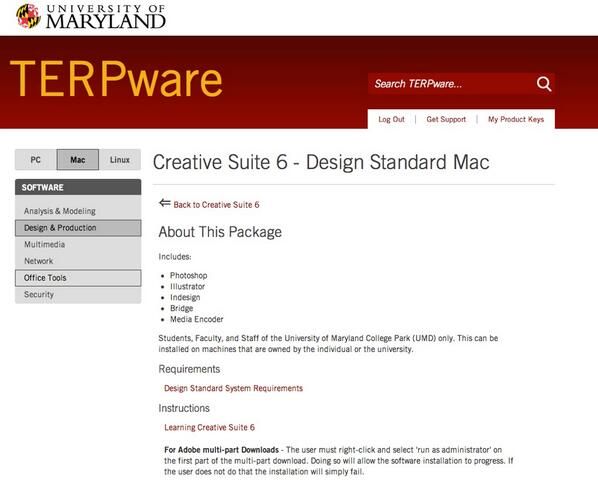 UNIVERSITY OF
MARYLAND
TERPware
Search TERPware...
Log Out | Get Support | My Product Keys
PC Mac Linux
SOFTWARE
Analysis & Modeling
Design & Production
Multimedia
Network
Office Tools
Security
Creative Suite 6 - Design Standard Mac
⇐ Back to Creative Suite 6
About This Package
Includes:
• Photoshop
• Illustrator
• Indesign
• Bridge
• Media Encoder
Students, Faculty, and Staff of the University of Maryland College Park (UMD) only. This can be
installed on machines that are owned by the individual or the university.
Requirements
Design Standard System Requirements
Instructions
Learning Creative Suite 6
For Adobe multi-part Downloads - The user must right-click and select 'run as administrator' on
the first part of the multi-part download. Doing so will allow the software installation to progress. If
the user does not do that the installation will simply fail.